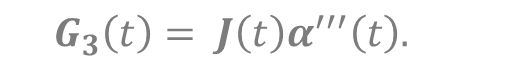 G₃(t) = J(t)α′′′(t).